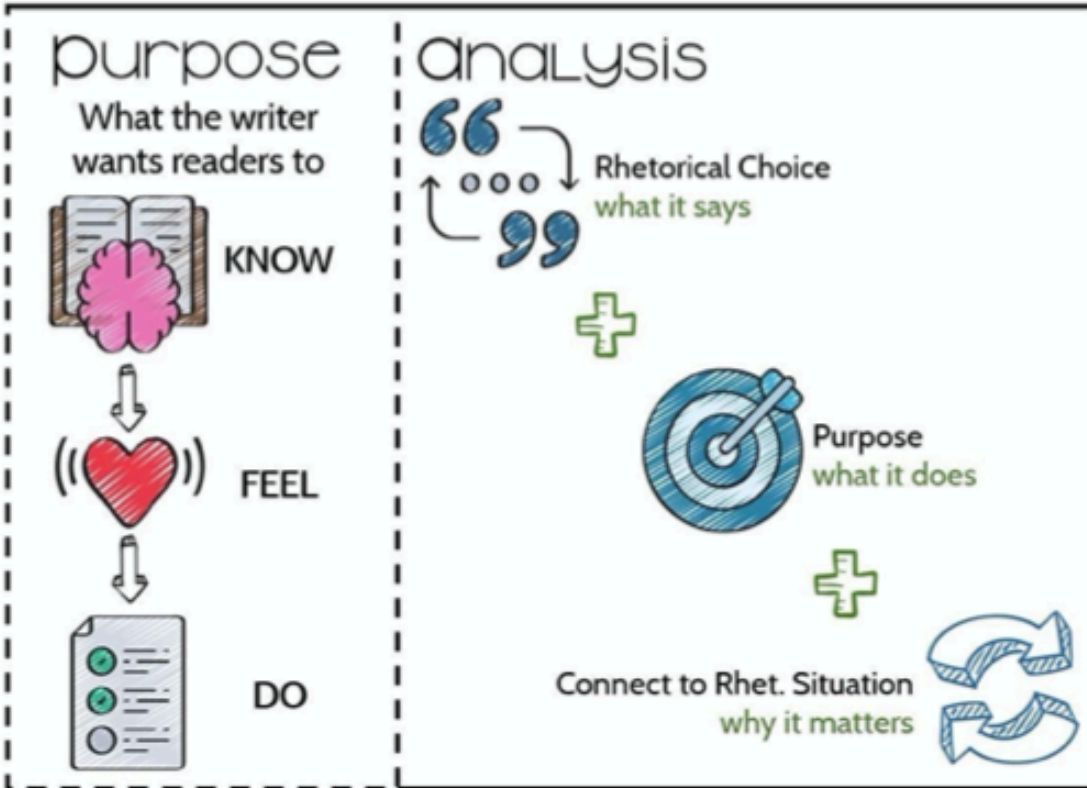 purpose
What the writer
wants readers to
KNOW
FEEL
DO
analysis
Rhetorical Choice
what it says
Purpose
what it does
Connect to Rhet. Situation
why it matters